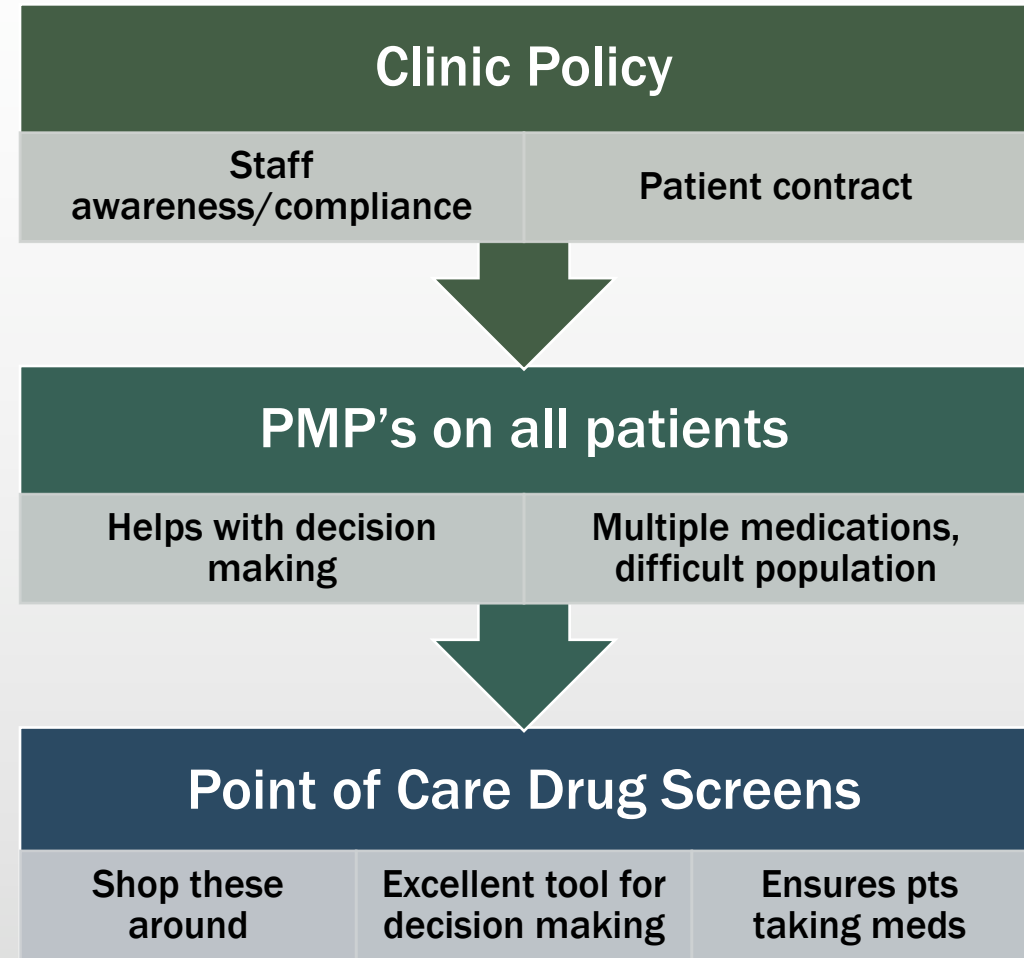 Clinic Policy
Staff
awareness/compliance
Patient contract
PMP’s on all patients
Helps with decision
making
Multiple medications,
difficult population
Point of Care Drug Screens
Shop these
around
Excellent tool for
decision making
Ensures pts
taking meds